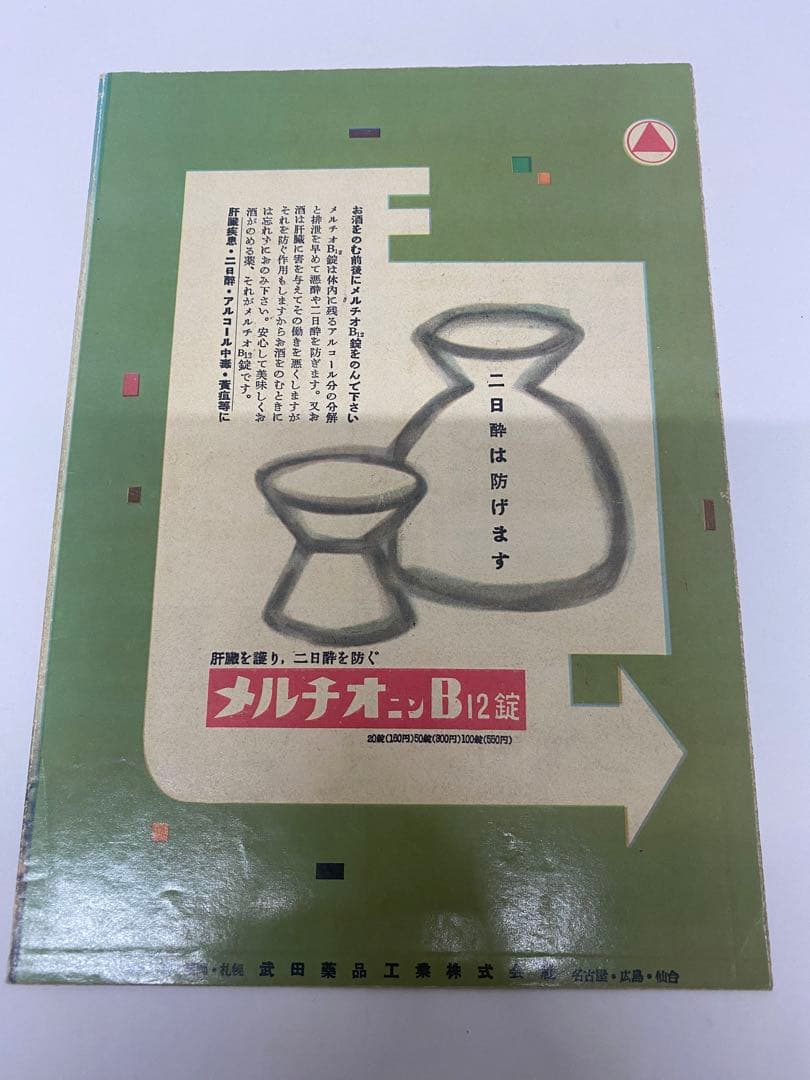 お酒をのむ前後にメルチオB12錠をのんで下さい
メルチオB12錠は体内に残るアルコール分の分解
と排泄を早めて悪酔や二日酔を防ぎます。又お
酒は肝臓に害を与えてその働きを悪くしますが
それを防ぐ作用もしますからお酒をのむときに
は忘れずにおのみ下さい。安心して美味しくお
酒がのめる薬、それがメルチオB12錠です。
肝臓疾患・二日酔・アルコール中毒・黄疸等に
二日酔は防げます
肝臓を護り，二日酔を防ぐ
メルチオニンB12錠
20錠(160円)50錠(300円)100錠(550円)
・札幌 武田薬品工業株式会社 名古屋・広島・仙台